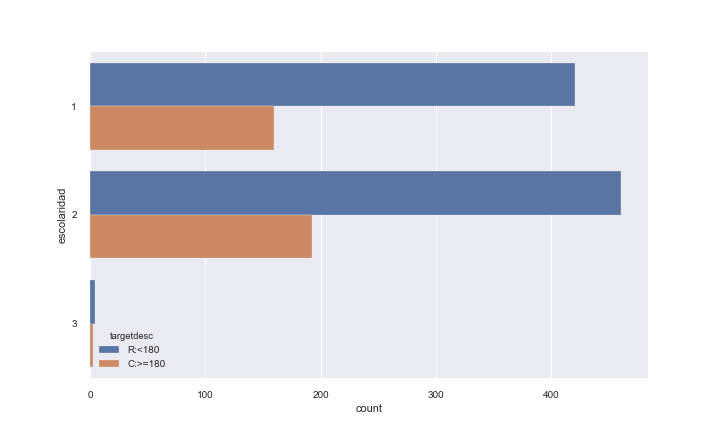 1
2
3
escolaridad
targetdesc
R:<180
C:>=180
0 100 200 300 400
count